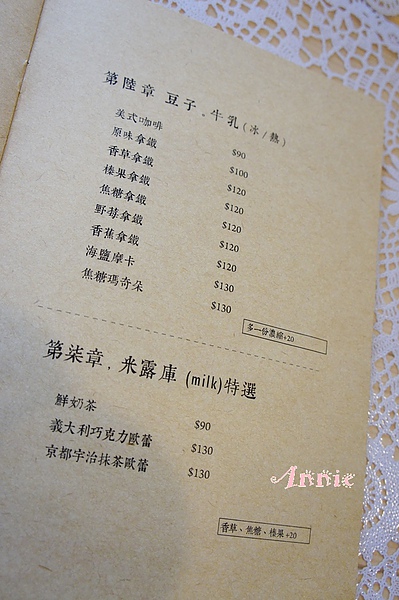 第陸章 豆子。牛乳(冰/熱)
美式咖啡 $90
原味拿鐵 $100
香草拿鐵 $120
榛果拿鐵 $120
焦糖拿鐵 $120
野莓拿鐵 $120
香蕉拿鐵 $120
海鹽摩卡 $130
焦糖瑪奇朵 $130
多一份濃縮+20
第柒章.米露庫(milk)特選
鮮奶茶 $90
義大利巧克力歐蕾 $130
京都宇治抹茶歐蕾 $130
Annie
香草、焦糖、榛果+20